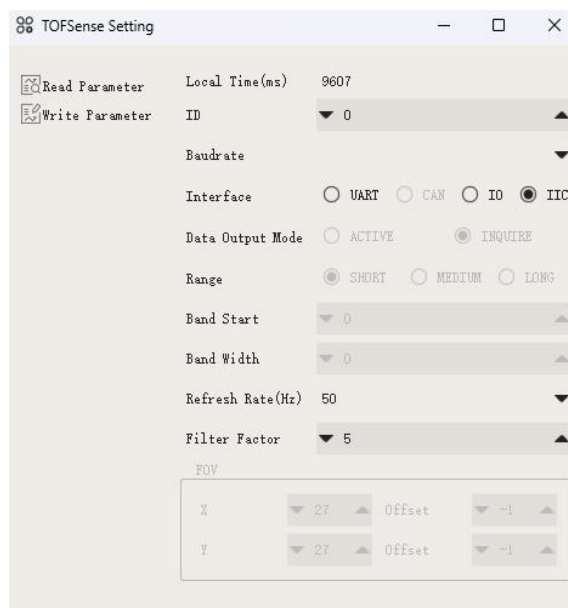 TOFSense Setting
Read Parameter
Write Parameter
Local Time(ms) 9607
ID 0
Baudrate
Interface UART CAN IO IIC
Data Output Mode ACTIVE INQUIRE
Range SHORT MEDIUM LONG
Band Start 0
Band Width 0
Refresh Rate(Hz) 50
Filter Factor 5
FOV
X 27 Offset -1
Y 27 Offset -1